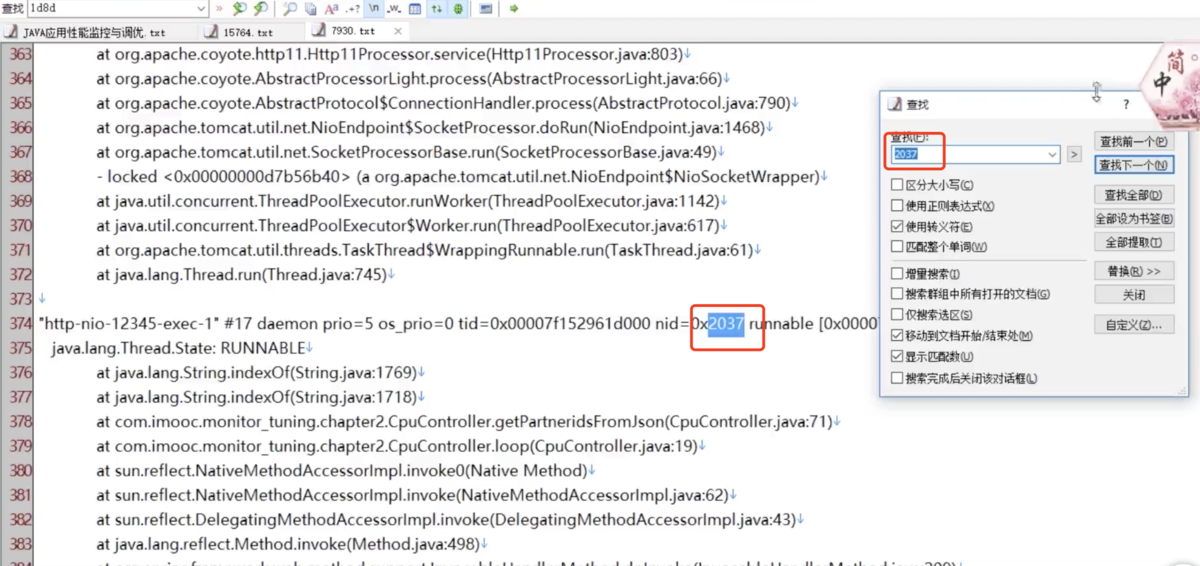 查找 1d8d
JAVA应用性能监控与调优.txt 15764.txt 7930.txt
363 at org.apache.coyote.http11.Http11Processor.service(Http11Processor.java:803)↓
364 at org.apache.coyote.AbstractProcessorLight.process(AbstractProcessorLight.java:66)↓
365 at org.apache.coyote.AbstractProtocol$ConnectionHandler.process(AbstractProtocol.java:790)↓
366 at org.apache.tomcat.util.net.NioEndpoint$SocketProcessor.doRun(NioEndpoint.java:1468)↓
367 at org.apache.tomcat.util.net.SocketProcessorBase.run(SocketProcessorBase.java:49)↓
368 - locked <0x00000000d7b56b40> (a org.apache.tomcat.util.net.NioEndpoint$NioSocketWrapper)↓
369 at java.util.concurrent.ThreadPoolExecutor.runWorker(ThreadPoolExecutor.java:1142)↓
370 at java.util.concurrent.ThreadPoolExecutor$Worker.run(ThreadPoolExecutor.java:617)↓
371 at org.apache.tomcat.util.threads.TaskThread$WrappingRunnable.run(TaskThread.java:61)↓
372 at java.lang.Thread.run(Thread.java:745)↓
373 ↓
374 "http-nio-12345-exec-1" #17 daemon prio=5 os_prio=0 tid=0x00007f152961d000 nid=0x2037 runnable [0x0000
375 java.lang.Thread.State: RUNNABLE↓
376 at java.lang.String.indexOf(String.java:1769)↓
377 at java.lang.String.indexOf(String.java:1718)↓
378 at com.imooc.monitor_tuning.chapter2.CpuController.getPartneridsFromJson(CpuController.java:71)↓
379 at com.imooc.monitor_tuning.chapter2.CpuController.loop(CpuController.java:19)↓
380 at sun.reflect.NativeMethodAccessorImpl.invoke0(Native Method)↓
381 at sun.reflect.NativeMethodAccessorImpl.invoke(NativeMethodAccessorImpl.java:62)↓
382 at sun.reflect.DelegatingMethodAccessorImpl.invoke(DelegatingMethodAccessorImpl.java:43)↓
383 at java.lang.reflect.Method.invoke(Method.java:498)↓
简
中
查找 ?
查找(F):
2037 >
区分大小写(C)
使用正则表达式(X)
使用转义符(E)
匹配整个单词(W)
增量搜索(I)
搜索群组中所有打开的文档(G)
仅搜索选区(S)
移动到文档开始/结束处(M)
显示匹配数(U)
搜索完成后关闭该对话框(L)
查找前一个(P)
查找下一个(N)
查找全部(D)
全部设为书签(B)
全部提取(T)
替换(R) >>
关闭
自定义(Z)...